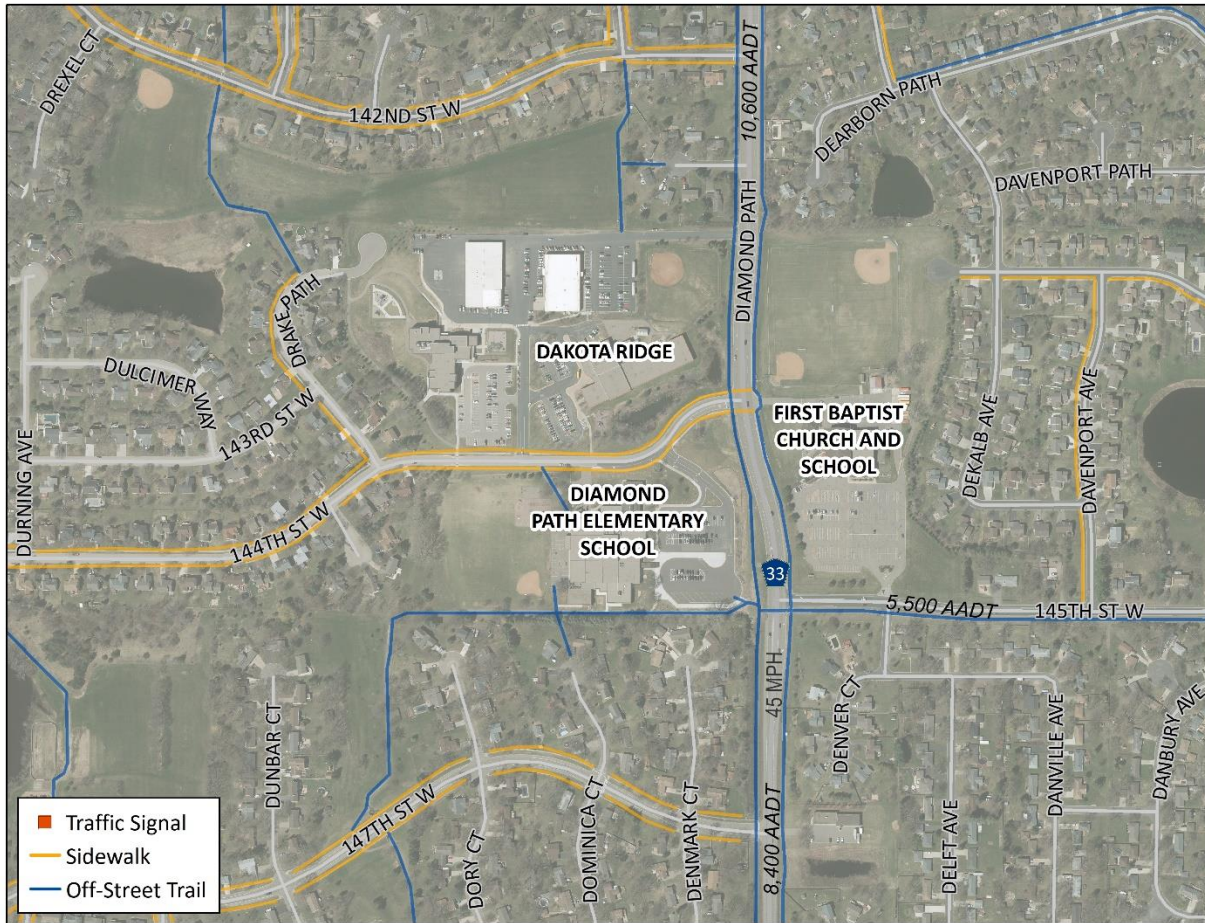 DREXEL CT
142ND ST W
10,600 AADT
DEARBORN PATH
DAVENPORT PATH
DIAMOND PATH
DRAKE PATH
DAKOTA RIDGE
DULCIMER
WAY
143RD ST W
FIRST BAPTIST
CHURCH AND
SCHOOL
DEKALB AVE
DAVENPORT AVE
DURNING AVE
144TH ST W
DIAMOND
PATH ELEMENTARY
SCHOOL
33
5,500 AADT
145TH ST W
45 MPH
DUNBAR CT
DENVER CT
DANVILLE AVE
DANBURY AVE
147TH ST W
DORY CT
DOMINICA CT
DENMARK CT
8,400 AADT
DELFT AVE
Traffic Signal
Sidewalk
Off-Street Trail